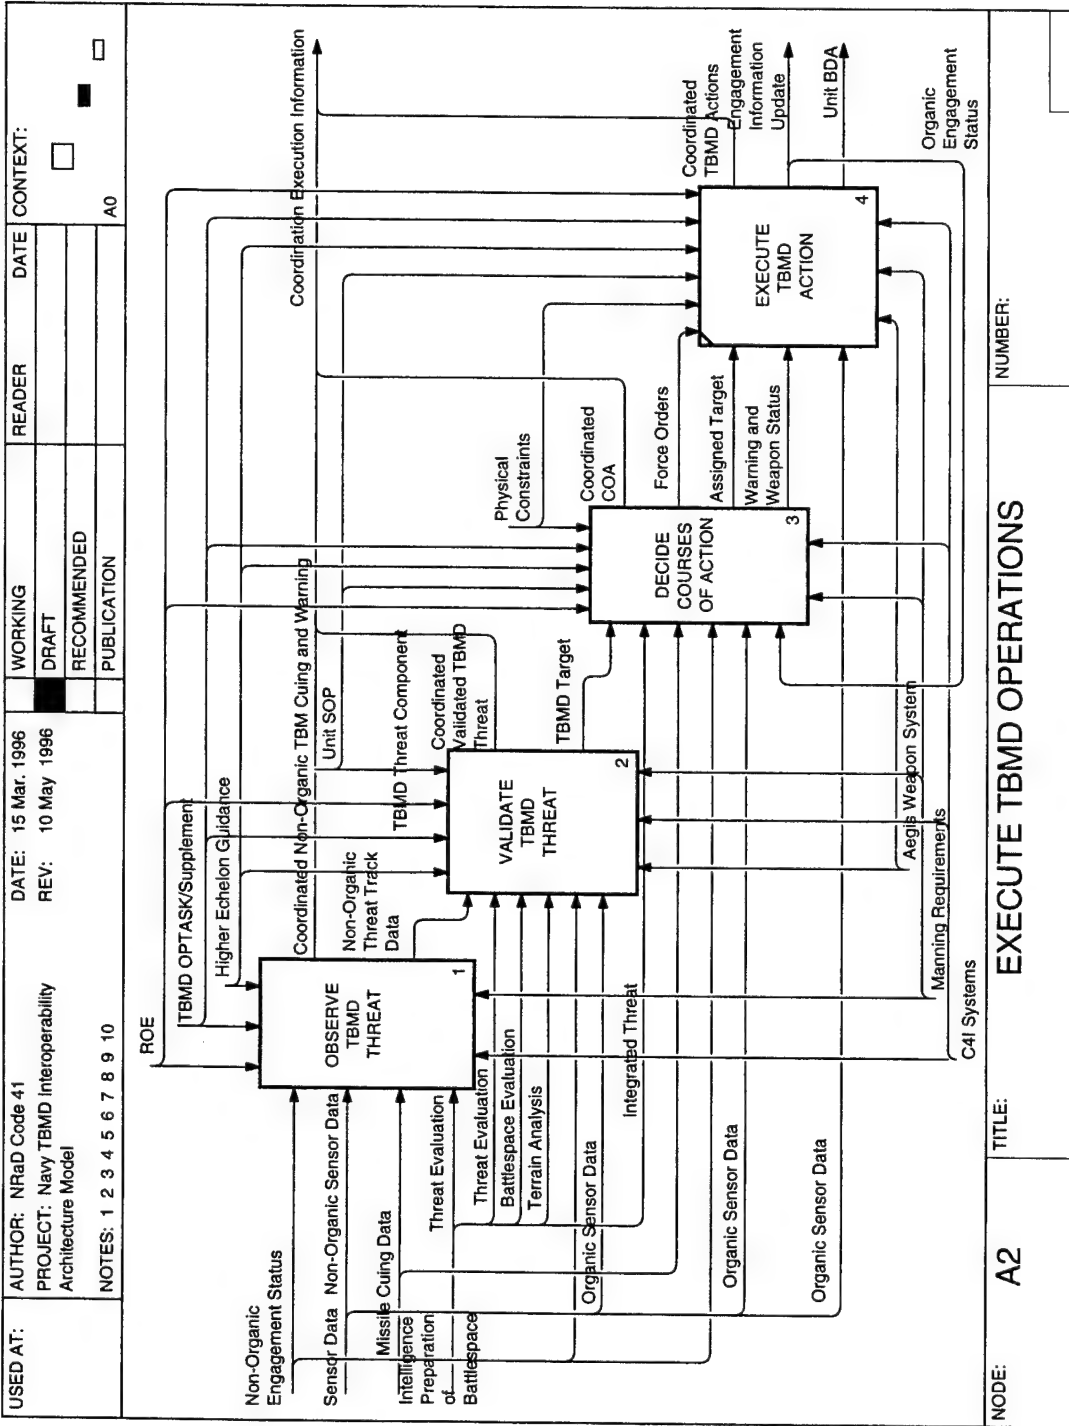 USED AT:
AUTHOR: NRaD Code 41
PROJECT: Navy TBMD Interoperability
Architecture Model
NOTES: 1 2 3 4 5 6 7 8 9 10
DATE: 15 Mar. 1996
REV: 10 May 1996
WORKING
DRAFT
RECOMMENDED
PUBLICATION
READER
DATE
CONTEXT:
A0
ROE
TBMD OPTASK/Supplement
Higher Echelon Guidance
Coordinated Non-Organic TBM Cuing and Warning
Unit SOP
Coordination Execution Information
Non-Organic
Engagement Status
Sensor Data
Non-Organic Sensor Data
Missile Cuing Data
Intelligence
Preparation
of
Battlespace
Threat Evaluation
OBSERVE
TBMD
THREAT
1
Non-Organic
Threat Track
Data
TBMD Threat Component
Threat Evaluation
Battlespace Evaluation
Terrain Analysis
Organic Sensor Data
Integrated Threat
VALIDATE
TBMD
THREAT
2
Coordinated
Validated TBMD
Threat
TBMD Target
Physical
Constraints
Organic Sensor Data
DECIDE
COURSES
OF ACTION
3
Coordinated
COA
Force Orders
Assigned Target
Warning and
Weapon Status
Organic Sensor Data
EXECUTE
TBMD
ACTION
4
Coordinated
TBMD Actions
Engagement
Information
Update
Unit BDA
Organic
Engagement
Status
Aegis Weapon System
Manning Requirements
C4I Systems
NODE:
A2
TITLE:
EXECUTE TBMD OPERATIONS
NUMBER: